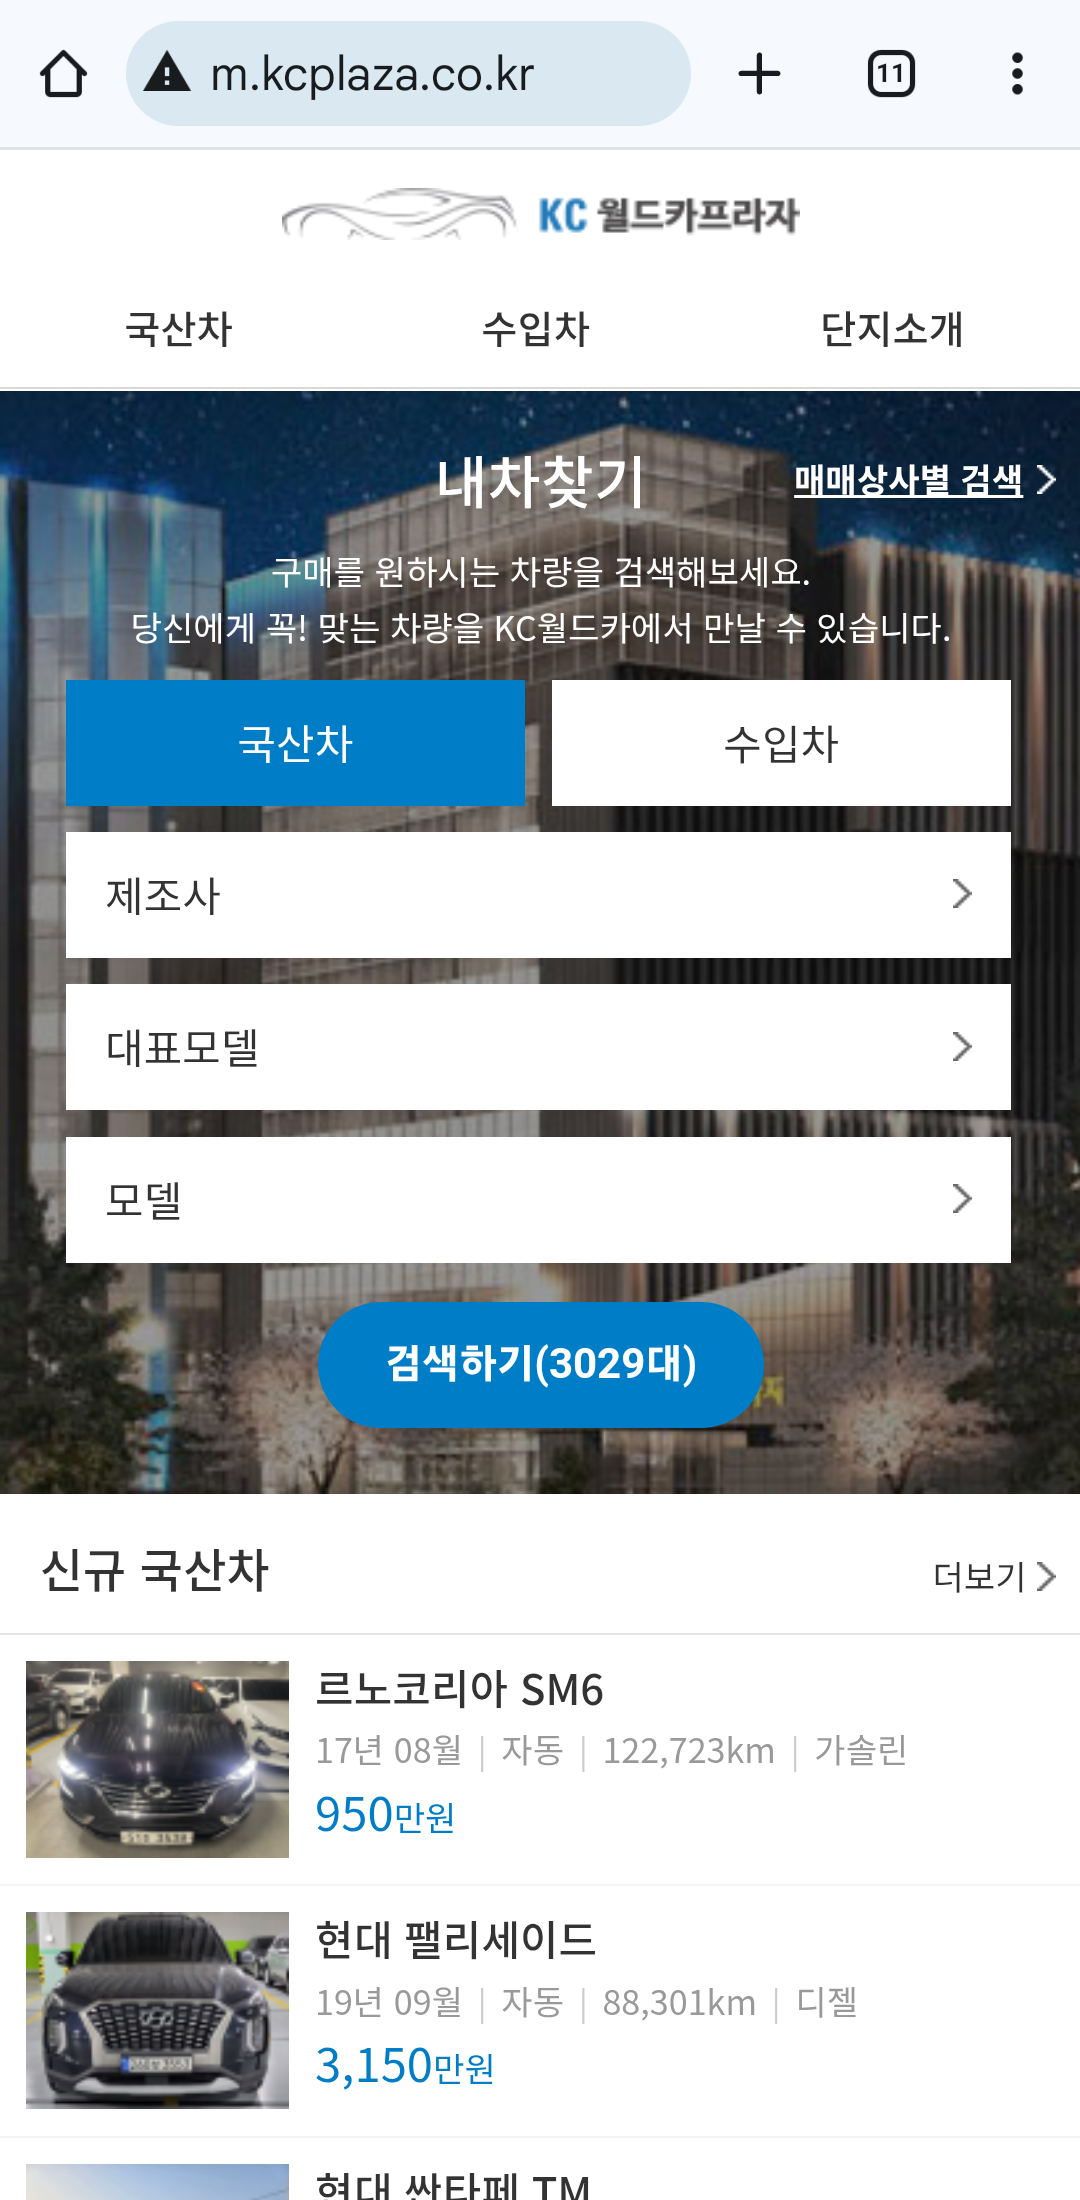 m.kcplaza.co.kr
11
KC 월드카프라자
국산차
수입차
단지소개
내차찾기
매매상사별 검색
구매를 원하시는 차량을 검색해보세요.
당신에게 꼭! 맞는 차량을 KC월드카에서 만날 수 있습니다.
국산차
수입차
제조사
대표모델
모델
검색하기(3029대)
신규 국산차
더보기
르노코리아 SM6
17년 08월 | 자동 | 122,723km | 가솔린
950만원
현대 팰리세이드
19년 09월 | 자동 | 88,301km | 디젤
3,150만원
현대 싼타페 TM